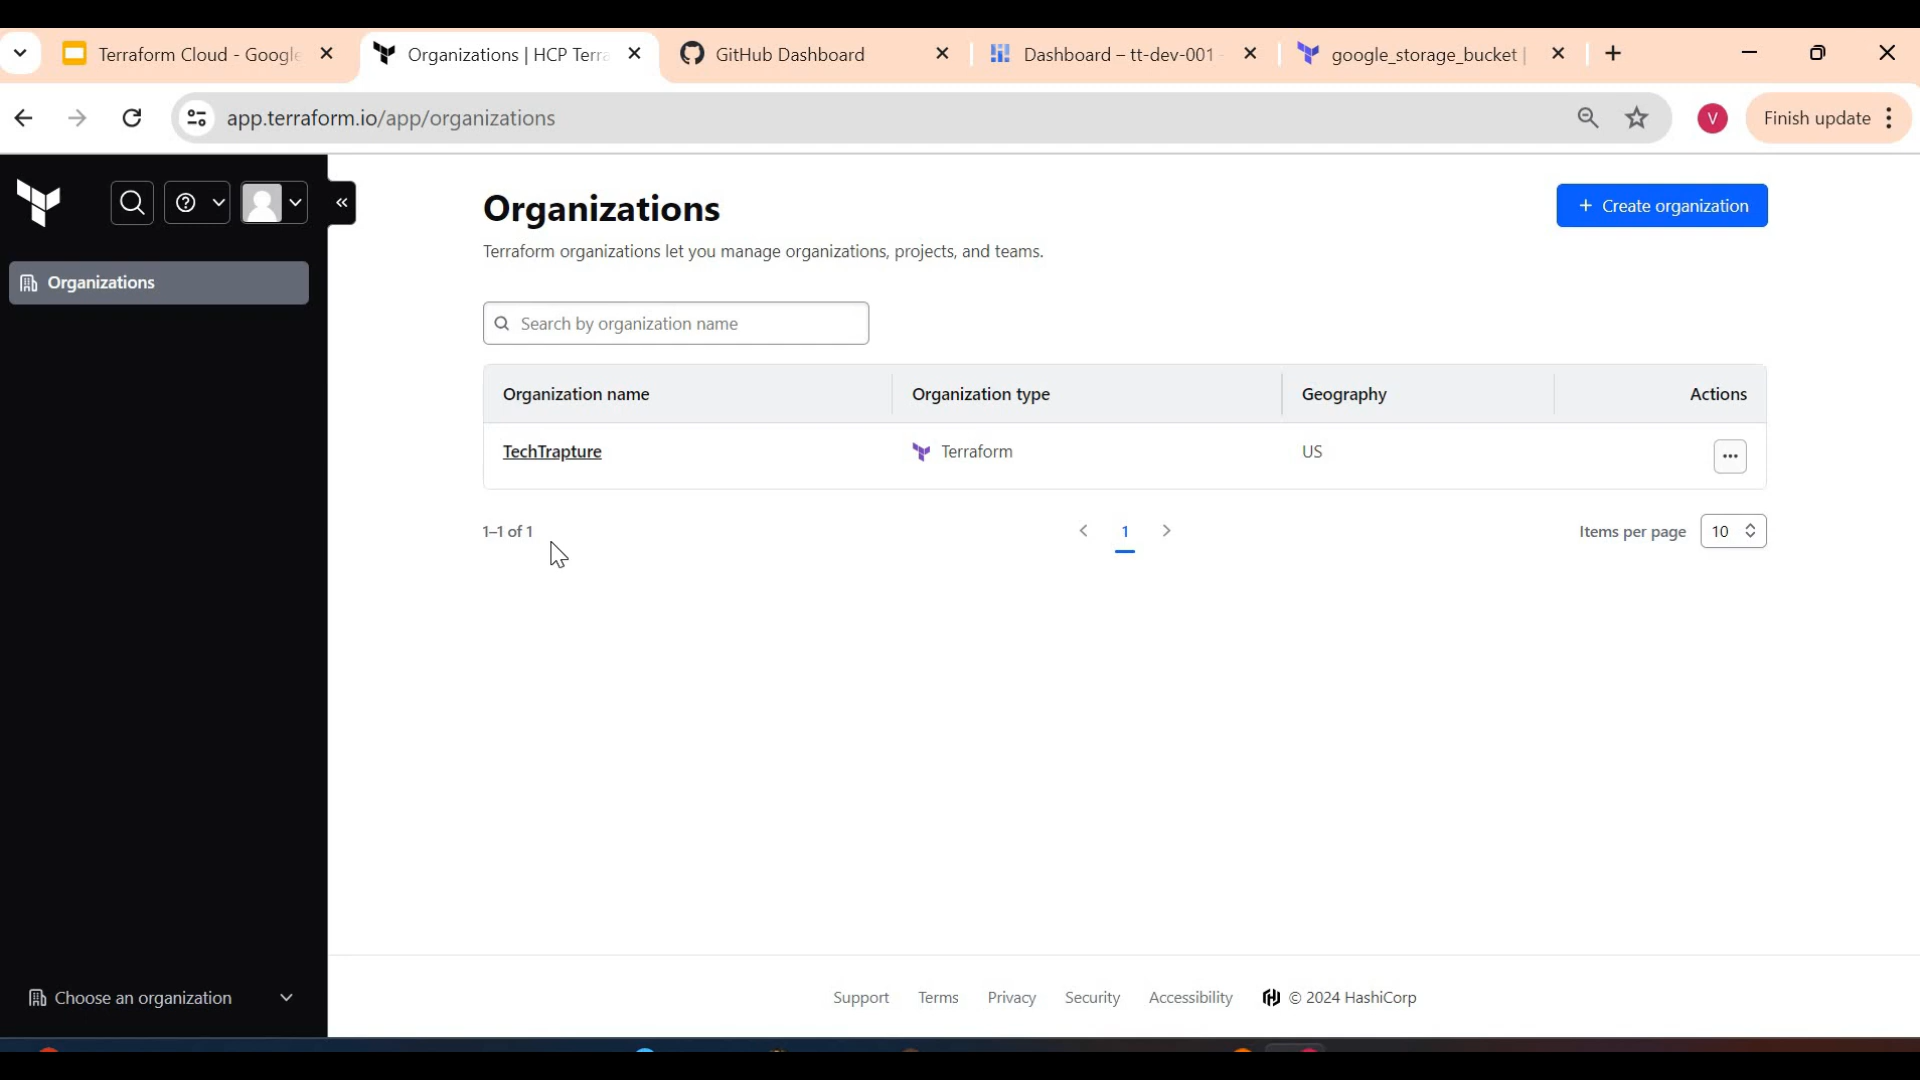 Terraform Cloud - Google
Organizations | HCP Terra
GitHub Dashboard
Dashboard – tt-dev-001 -
google_storage_bucket |
app.terraform.io/app/organizations
V
Finish update
Organizations
Organizations
Terraform organizations let you manage organizations, projects, and teams.
+ Create organization
Search by organization name
Organization name Organization type Geography Actions
TechTrapture Terraform US
1–1 of 1 1 Items per page 10
Choose an organization
Support Terms Privacy Security Accessibility © 2024 HashiCorp